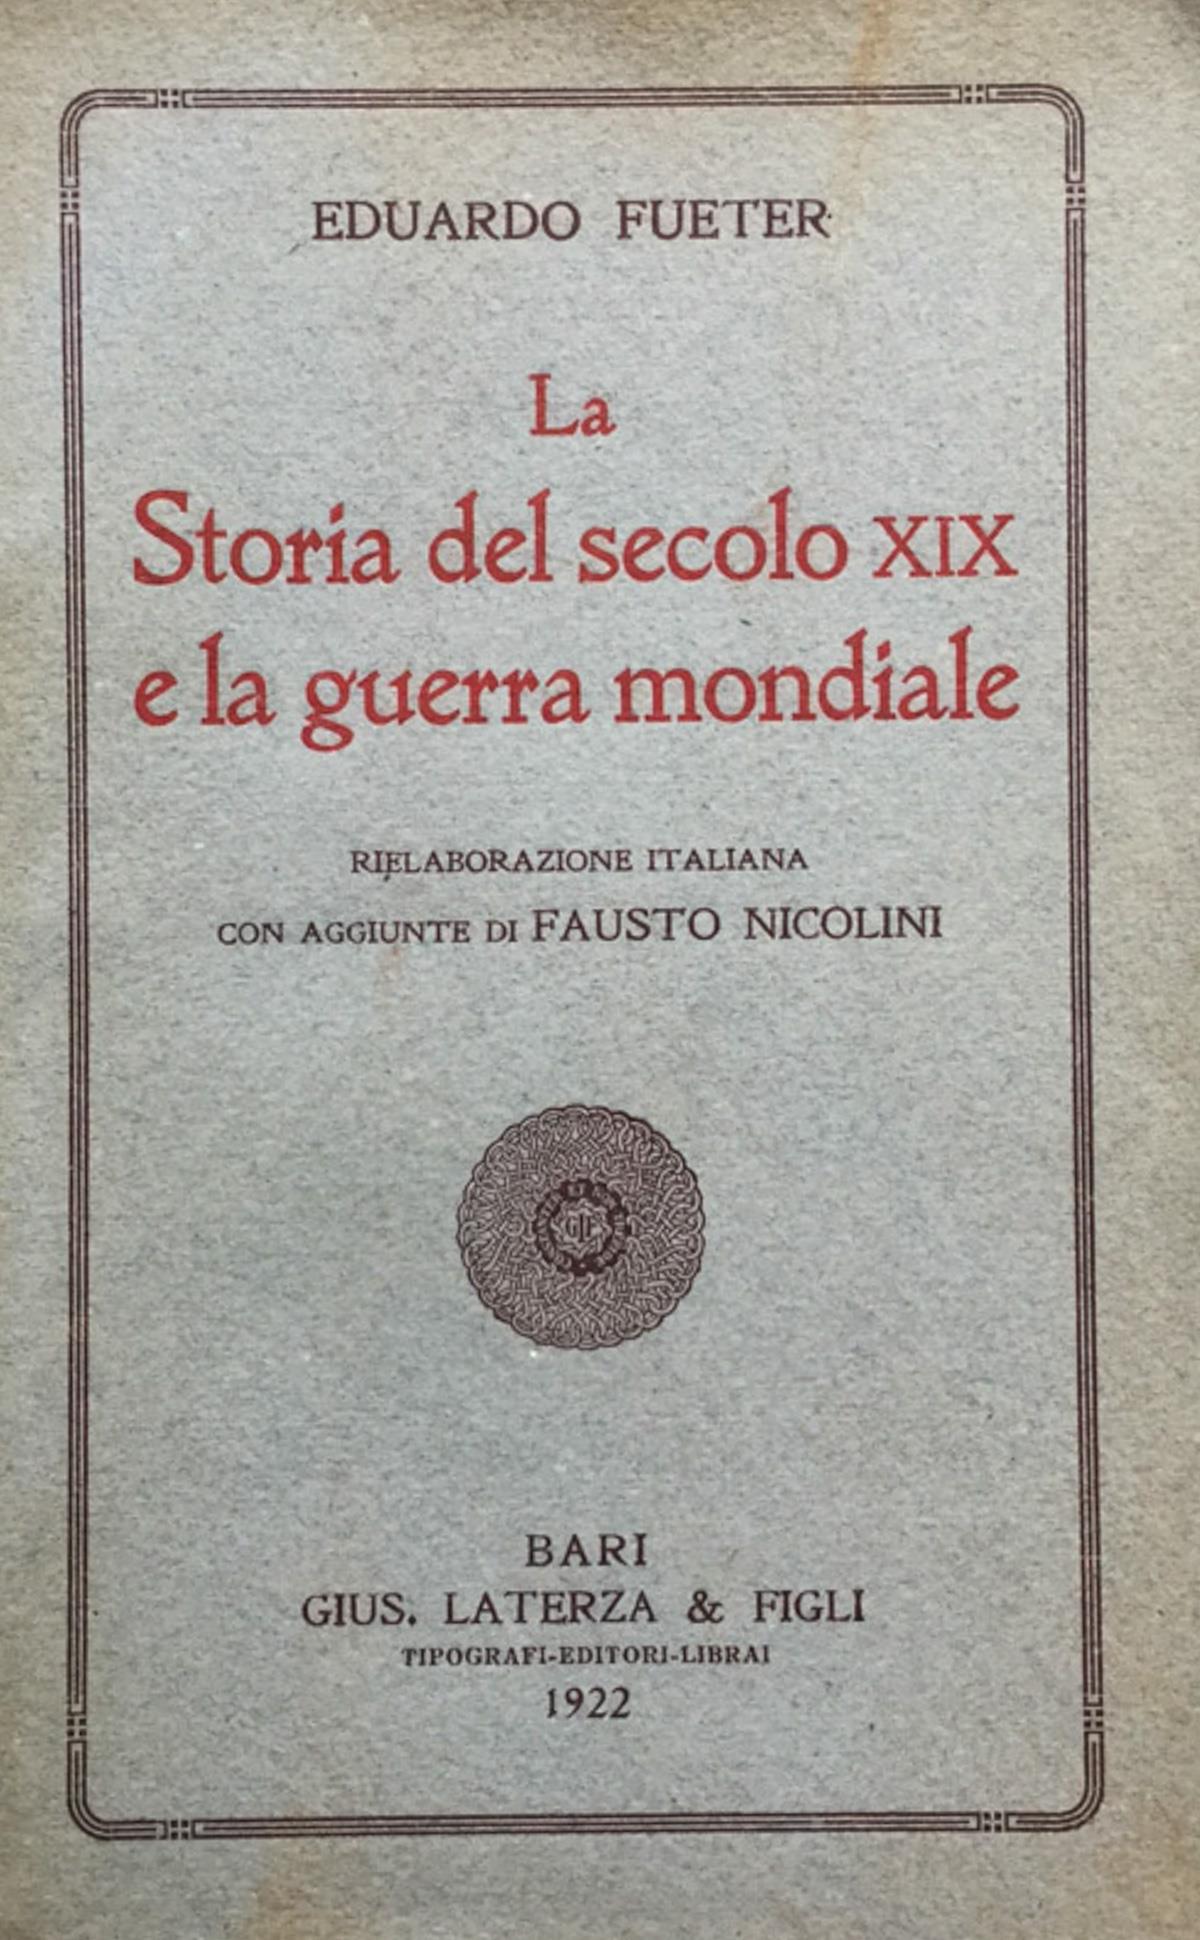 EDUARDO FUETER
La
Storia del secolo XIX
e la guerra mondiale
RIELABORAZIONE ITALIANA
CON AGGIUNTE DI FAUSTO NICOLINI
BARI
GIUS. LATERZA & FIGLI
TIPOGRAFI-EDITORI-LIBRAI
1922